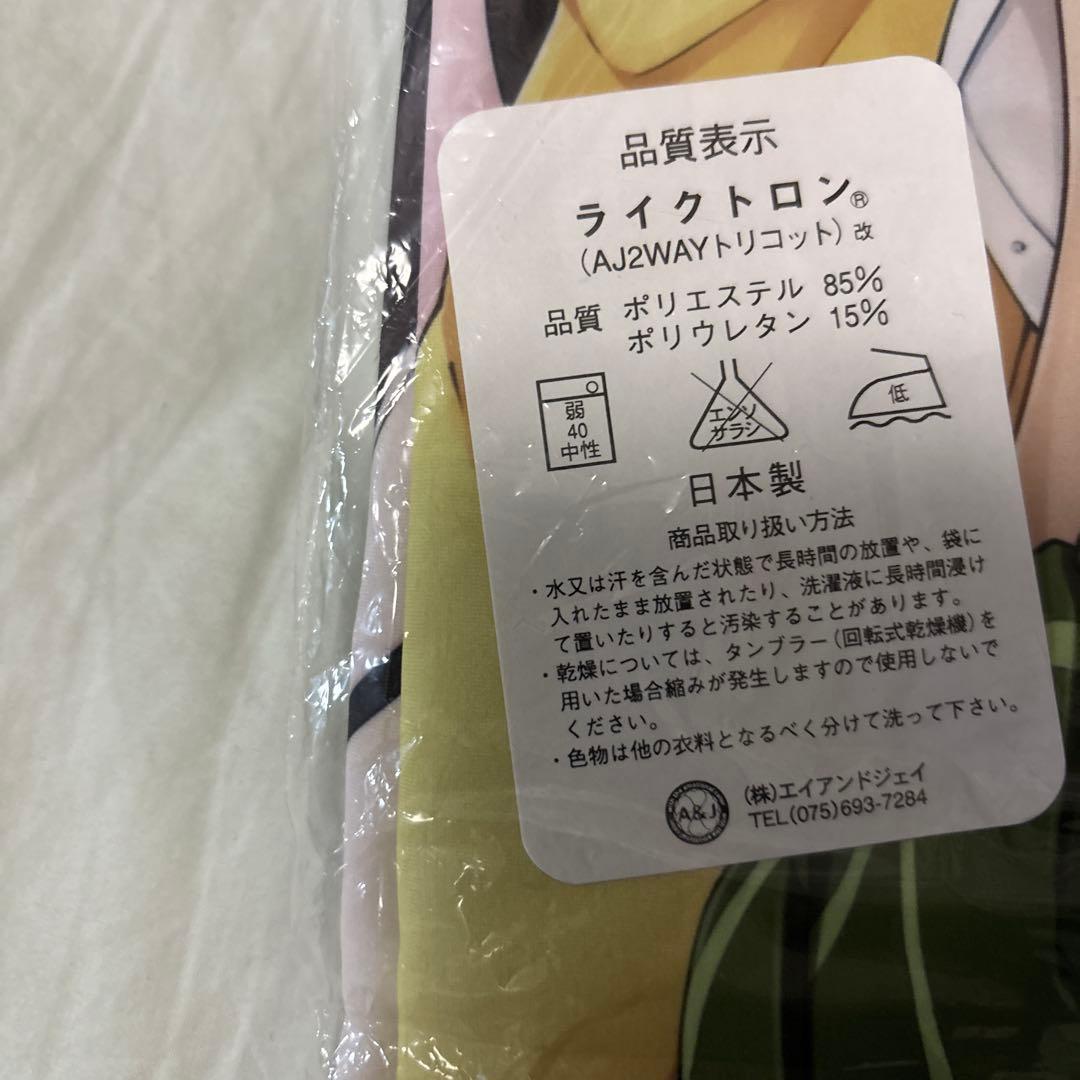 品質表示
ライクトロン®
(AJ2WAYトリコット)改
品質 ポリエステル 85%
ポリウレタン 15%
弱
40
中性
エンソ
サラシ
低
日本製
商品取り扱い方法
・水又は汗を含んだ状態で長時間の放置や、袋に
入れたまま放置されたり、洗濯液に長時間浸け
て置いたりすると汚染することがあります。
・乾燥については、タンブラー(回転式乾燥機)を
用いた場合縮みが発生しますので使用しないで
ください。
・色物は他の衣料となるべく分けて洗って下さい。
A&J
(株)エイアンドジェイ
TEL(075)693-7284